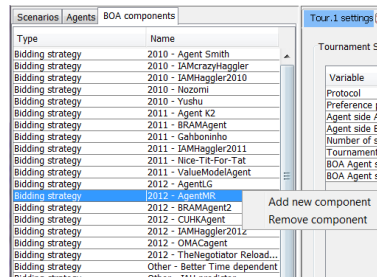 Scenarios Agents BOA components
Tour.1 settings
Type Name
Bidding strategy 2010 - Agent Smith
Bidding strategy 2010 - IAMcrazyHaggler
Bidding strategy 2010 - IAMHaggler2010
Bidding strategy 2010 - Nozomi
Bidding strategy 2010 - Yushu
Bidding strategy 2011 - Agent K2
Bidding strategy 2011 - BRAMAgent
Bidding strategy 2011 - Gahboninho
Bidding strategy 2011 - IAMHaggler2011
Bidding strategy 2011 - Nice-Tit-For-Tat
Bidding strategy 2011 - ValueModelAgent
Bidding strategy 2012 - AgentLG
Bidding strategy 2012 - AgentMR
Bidding strategy 2012 - BRAMAgent2
Bidding strategy 2012 - CUHKAgent
Bidding strategy 2012 - IAMHaggler2012
Bidding strategy 2012 - OMACagent
Bidding strategy 2012 - TheNegotiator Reload...
Bidding strategy Other - Better Time dependent
Tournament S
Variable
Protocol
Preference p
Agent side A
Agent side B
Number of s
Tournament
BOA Agent s
BOA Agent s
Add new component
Remove component